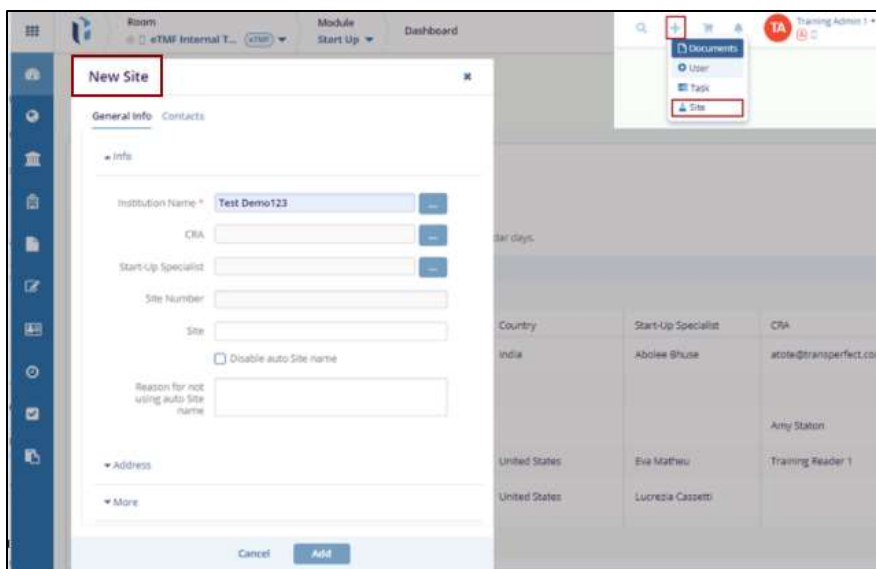 Room
eTMF Internal T... eTMF
Module
Start Up
Dashboard
TA
Training Admin 1
Documents
User
Task
Site
New Site
General Info
Contacts
Info
Institution Name *
Test Demo123
...
CRA
...
Start-Up Specialist
...
Site Number
Site
Disable auto Site name
Reason for not
using auto Site
name
Address
More
Cancel
Add
dar days.
Country
Start-Up Specialist
CRA
India
Abolee Bhuse
atote@transperfect.co
Amy Staton
United States
Eva Matheu
Training Reader 1
United States
Lucrezia Cassetti